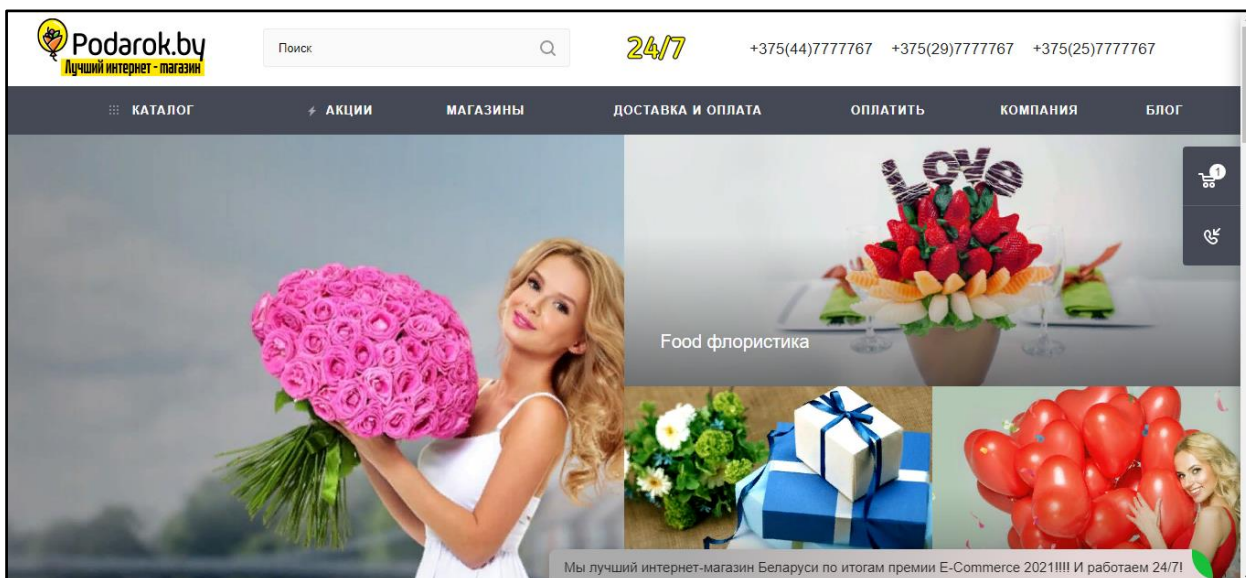 Podarok.by
Лучший интернет - магазин
Поиск
24/7
+375(44)7777767 +375(29)7777767 +375(25)7777767
КАТАЛОГ АКЦИИ МАГАЗИНЫ ДОСТАВКА И ОПЛАТА ОПЛАТИТЬ КОМПАНИЯ БЛОГ
1
Love
Food флористика
Мы лучший интернет-магазин Беларуси по итогам премии E-Commerce 2021!!!! И работаем 24/7!